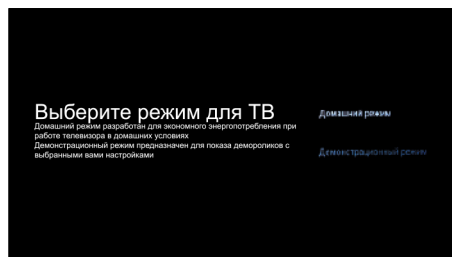 Выберите режим для ТВ
Домашний режим разработан для экономного энергопотребления при
работе телевизора в домашних условиях
Демонстрационный режим предназначен для показа демороликов с
выбранными вами настройками
Домашний режим
Демонстрационный режим